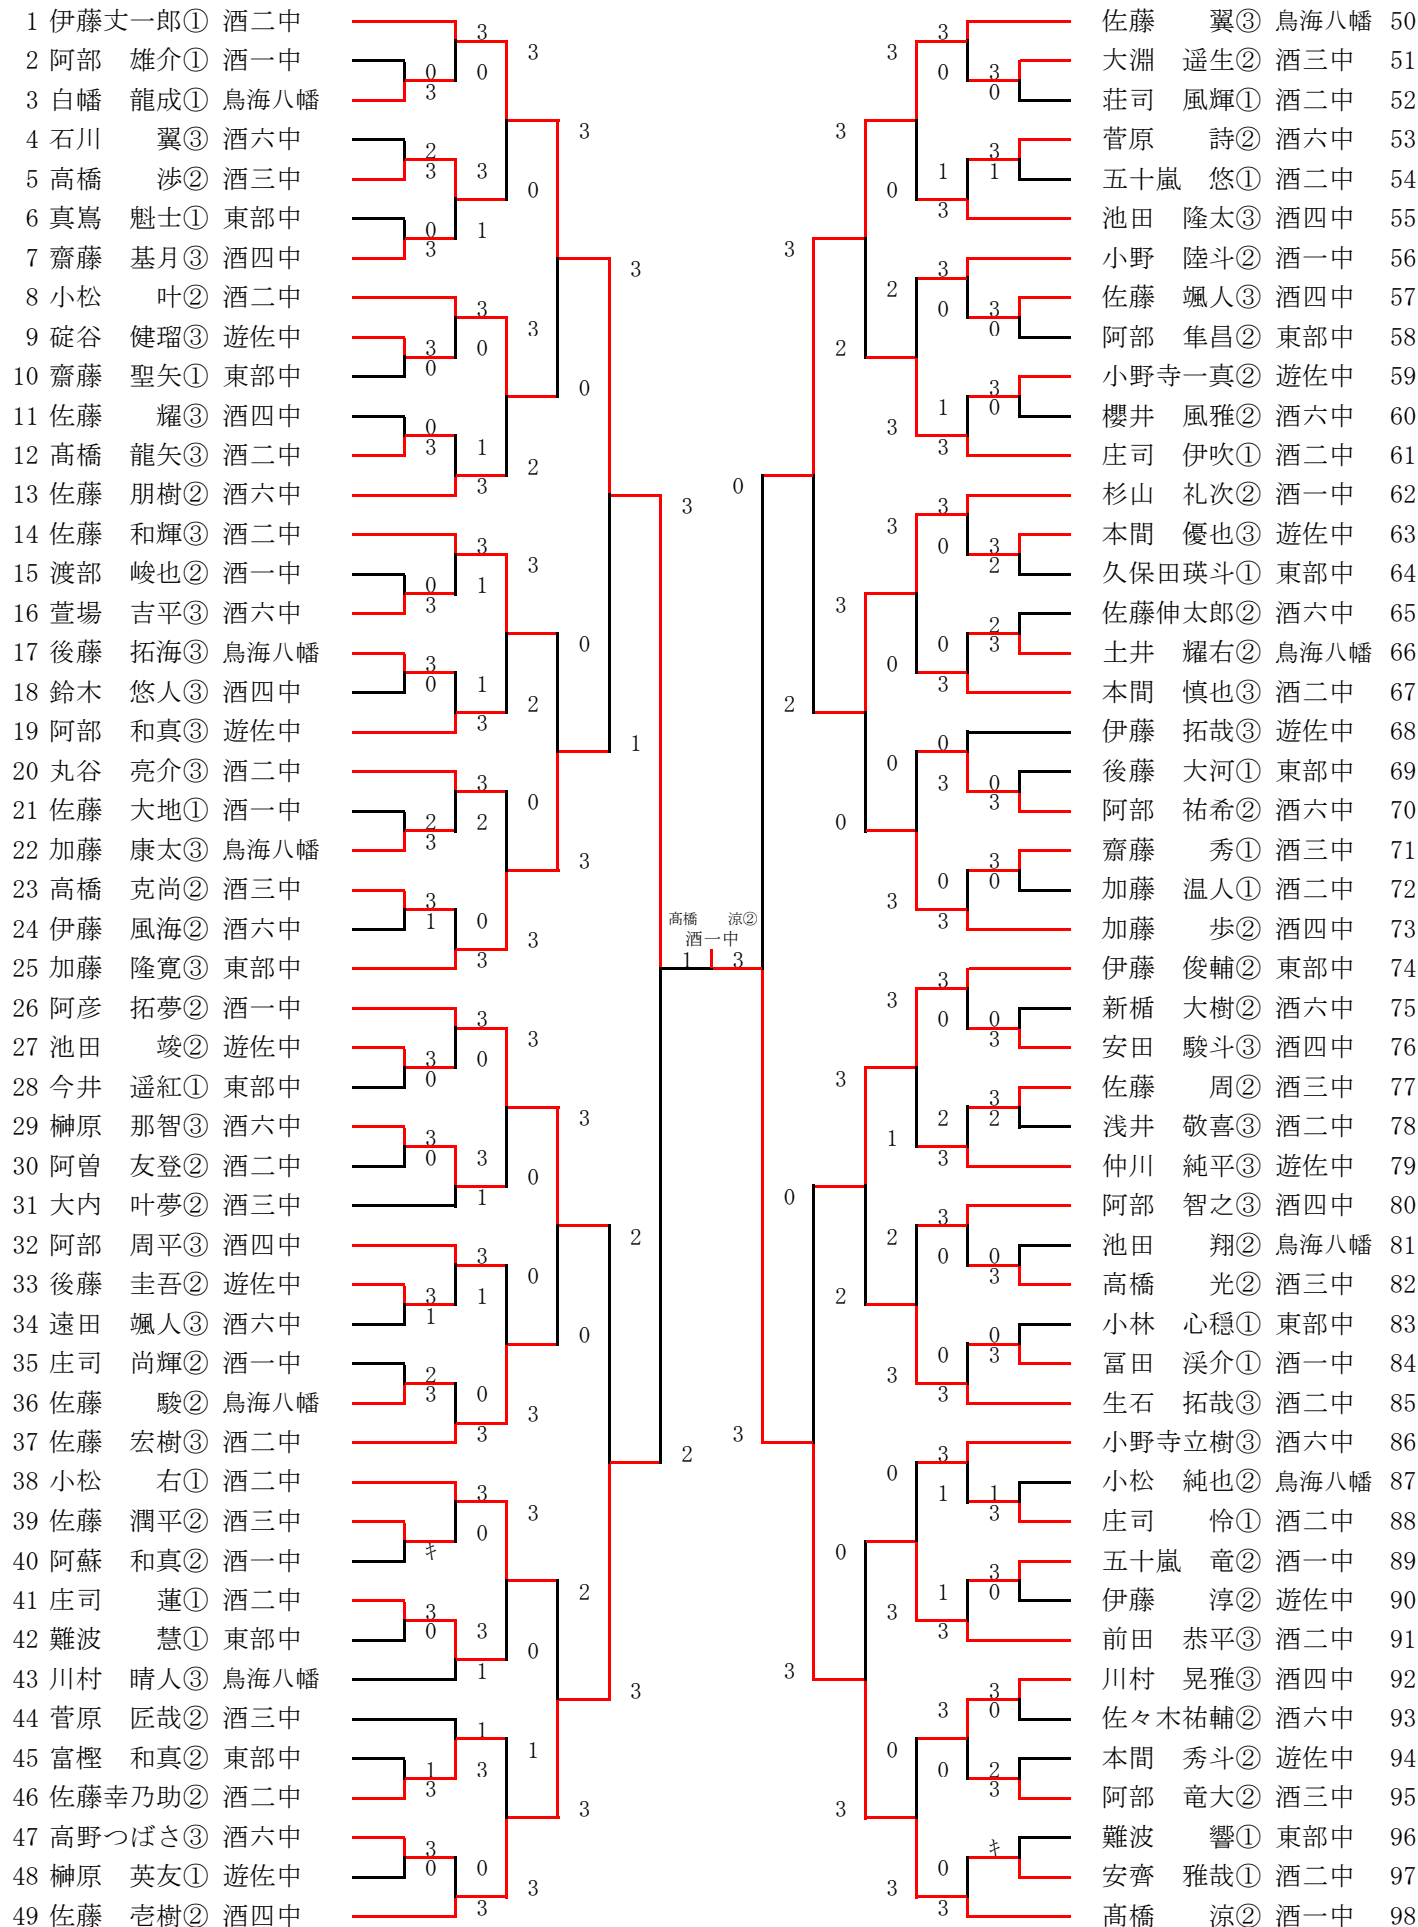 1 伊藤丈一郎① 酒二中
2 阿部　雄介① 酒一中
3 白幡　龍成① 鳥海八幡
4 石川　　翼③ 酒六中
5 高橋　　渉② 酒三中
6 真嶌　魁士① 東部中
7 齋藤　基月③ 酒四中
8 小松　　叶② 酒二中
9 碇谷　健瑠③ 遊佐中
10 齋藤　聖矢① 東部中
11 佐藤　　耀③ 酒四中
12 髙橋　龍矢③ 酒二中
13 佐藤　朋樹② 酒六中
14 佐藤　和輝③ 酒二中
15 渡部　峻也② 酒一中
16 萱場　吉平③ 酒六中
17 後藤　拓海③ 鳥海八幡
18 鈴木　悠人③ 酒四中
19 阿部　和真③ 遊佐中
20 丸谷　亮介③ 酒二中
21 佐藤　大地① 酒一中
22 加藤　康太③ 鳥海八幡
23 高橋　克尚② 酒三中
24 伊藤　風海② 酒六中
25 加藤　隆寛③ 東部中
26 阿彦　拓夢② 酒一中
27 池田　　竣② 遊佐中
28 今井　遥紅① 東部中
29 榊原　那智③ 酒六中
30 阿曽　友登② 酒二中
31 大内　叶夢② 酒三中
32 阿部　周平③ 酒四中
33 後藤　圭吾② 遊佐中
34 遠田　颯人③ 酒六中
35 庄司　尚輝② 酒一中
36 佐藤　　駿② 鳥海八幡
37 佐藤　宏樹③ 酒二中
38 小松　　右① 酒二中
39 佐藤　潤平② 酒三中
40 阿蘇　和真② 酒一中
41 庄司　　蓮① 酒二中
42 難波　　慧① 東部中
43 川村　晴人③ 鳥海八幡
44 菅原　匠哉② 酒三中
45 富樫　和真② 東部中
46 佐藤幸乃助② 酒二中
47 高野つばさ③ 酒六中
48 榊原　英友① 遊佐中
49 佐藤　壱樹② 酒四中
髙橋　　涼②
酒一中
1 3
佐藤　　翼③ 鳥海八幡 50
大淵　遥生② 酒三中 51
荘司　風輝① 酒二中 52
菅原　　詩② 酒六中 53
五十嵐　悠① 酒二中 54
池田　隆太③ 酒四中 55
小野　陸斗② 酒一中 56
佐藤　颯人③ 酒四中 57
阿部　隼昌② 東部中 58
小野寺一真② 遊佐中 59
櫻井　風雅② 酒六中 60
庄司　伊吹① 酒二中 61
杉山　礼次② 酒一中 62
本間　優也③ 遊佐中 63
久保田瑛斗① 東部中 64
佐藤伸太郎② 酒六中 65
土井　耀右② 鳥海八幡 66
本間　慎也③ 酒二中 67
伊藤　拓哉③ 遊佐中 68
後藤　大河① 東部中 69
阿部　祐希② 酒六中 70
齋藤　　秀① 酒三中 71
加藤　温人① 酒二中 72
加藤　　歩② 酒四中 73
伊藤　俊輔② 東部中 74
新楯　大樹② 酒六中 75
安田　駿斗③ 酒四中 76
佐藤　　周② 酒三中 77
浅井　敬喜③ 酒二中 78
仲川　純平③ 遊佐中 79
阿部　智之③ 酒四中 80
池田　　翔② 鳥海八幡 81
高橋　　光② 酒三中 82
小林　心穏① 東部中 83
冨田　渓介① 酒一中 84
生石　拓哉③ 酒二中 85
小野寺立樹③ 酒六中 86
小松　純也② 鳥海八幡 87
庄司　　怜① 酒二中 88
五十嵐　竜② 酒一中 89
伊藤　　淳② 遊佐中 90
前田　恭平③ 酒二中 91
川村　晃雅③ 酒四中 92
佐々木祐輔② 酒六中 93
本間　秀斗② 遊佐中 94
阿部　竜大② 酒三中 95
難波　　響① 東部中 96
安齊　雅哉① 酒二中 97
髙橋　　涼② 酒一中 98